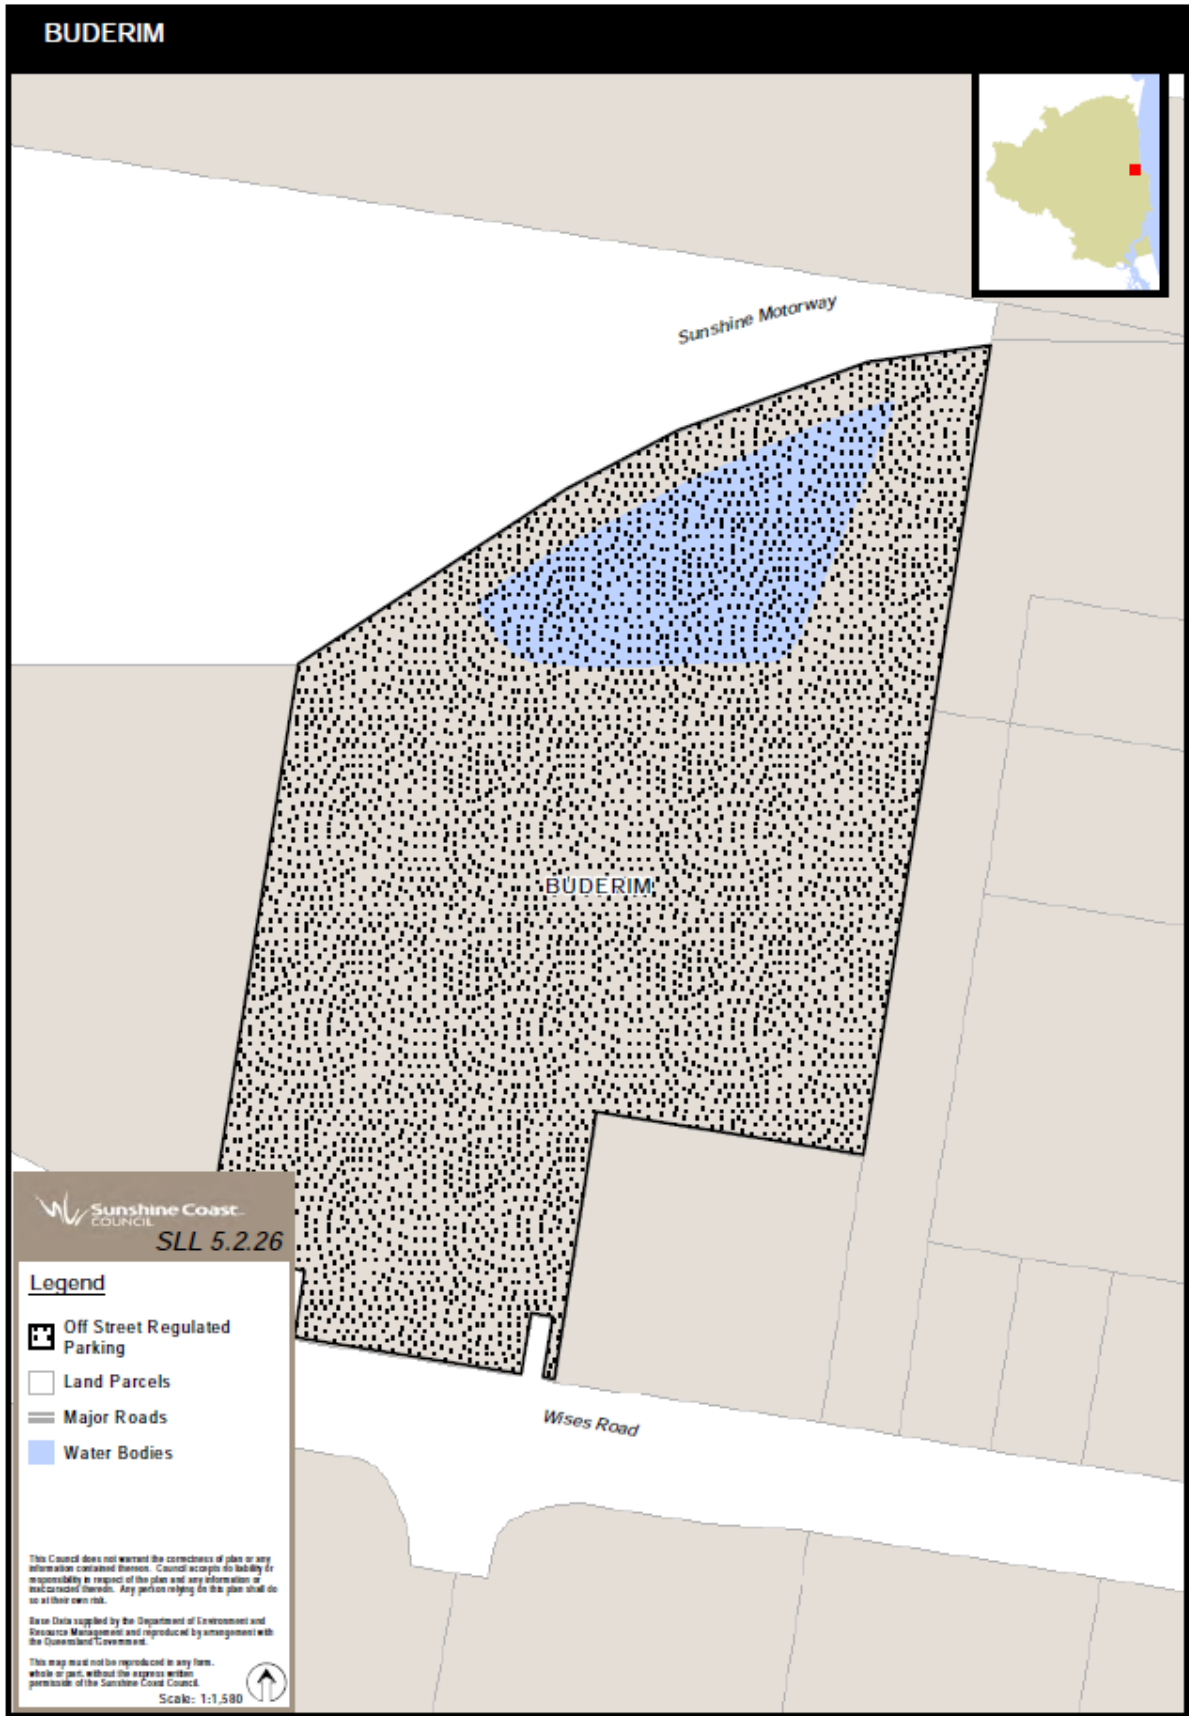 BUDERIM
Sunshine Motorway
BUDERIM
Sunshine Coast
COUNCIL
SLL 5.2.26
Legend
Off Street Regulated
Parking
Land Parcels
Major Roads
Water Bodies
Wises Road
This Council does not warrant the correctness of plan or any
information contained thereon. Council accepts no liability or
responsibility in respect of the plan and any information or
inaccuracies thereon. Any person relying on this plan shall do
so at their own risk.
Base Data supplied by the Department of Environment and
Resource Management and reproduced by arrangement with
the Queensland Government.
This map must not be reproduced in any form,
whole or part, without the express written
permission of the Sunshine Coast Council.
Scale: 1:1,580